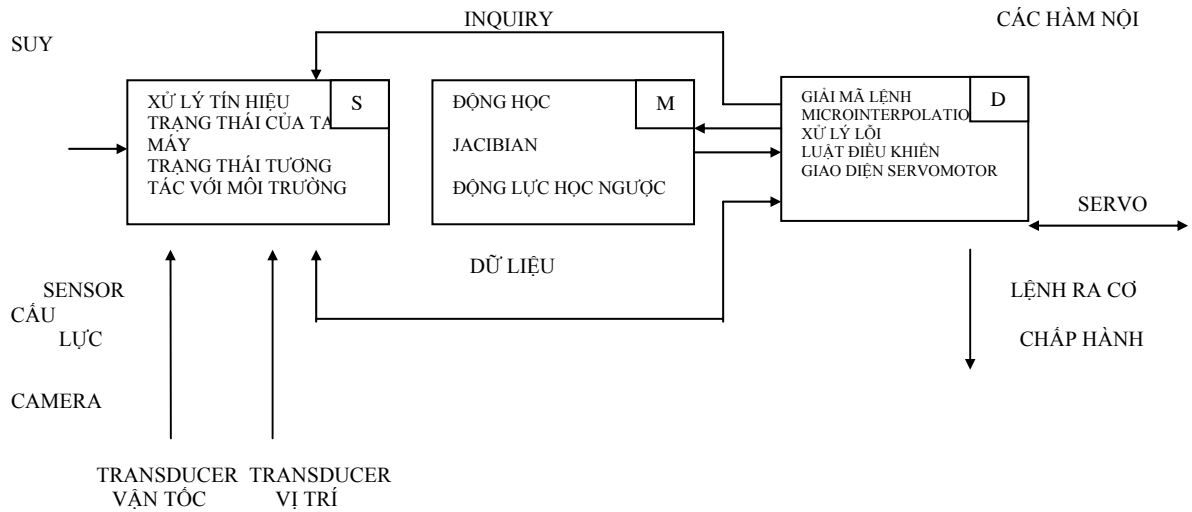 INQUIRY
CÁC HÀM NỘI
SUY
XỬ LÝ TÍN HIỆU
TRẠNG THÁI CỦA TA
MÁY
TRẠNG THÁI TƯƠNG
TÁC VỚI MÔI TRƯỜNG
S
ĐỘNG HỌC
JACIBIAN
ĐỘNG LỰC HỌC NGƯỢC
M
GIẢI MÃ LỆNH
MICROINTERPOLATIO
XỬ LÝ LỖI
LUẬT ĐIỀU KHIỂN
GIAO DIỆN SERVOMOTOR
D
SERVO
DỮ LIỆU
SENSOR
CẤU
LỰC
LỆNH RA CƠ
CHẤP HÀNH
CAMERA
TRANSDUCER
VẬN TỐC
TRANSDUCER
VỊ TRÍ